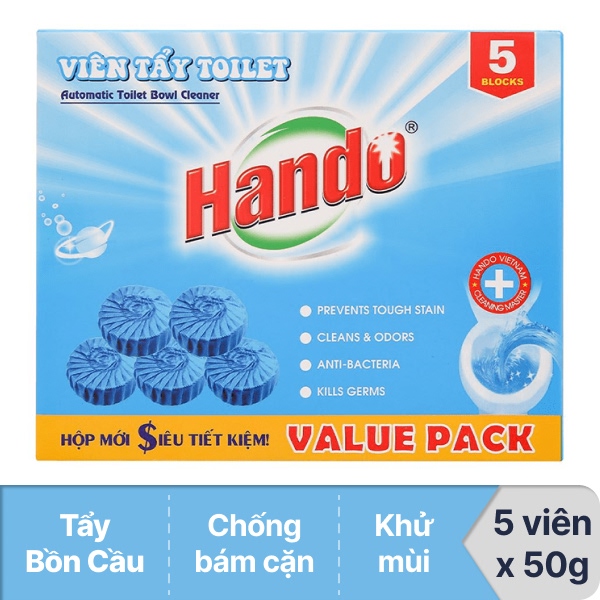 VIÊN TẨY TOILET
Automatic Toilet Bowl Cleaner
5
BLOCKS
Hando®
HANDO VIETNAM
CLEANING MASTER
PREVENTS TOUGH STAIN
CLEANS & ODORS
ANTI-BACTERIA
KILLS GERMS
HỘP MỚI $IÊU TIẾT KIỆM! VALUE PACK
Tẩy
Bồn Cầu
Chống
bám cặn
Khử
mùi
5 viên
x 50g